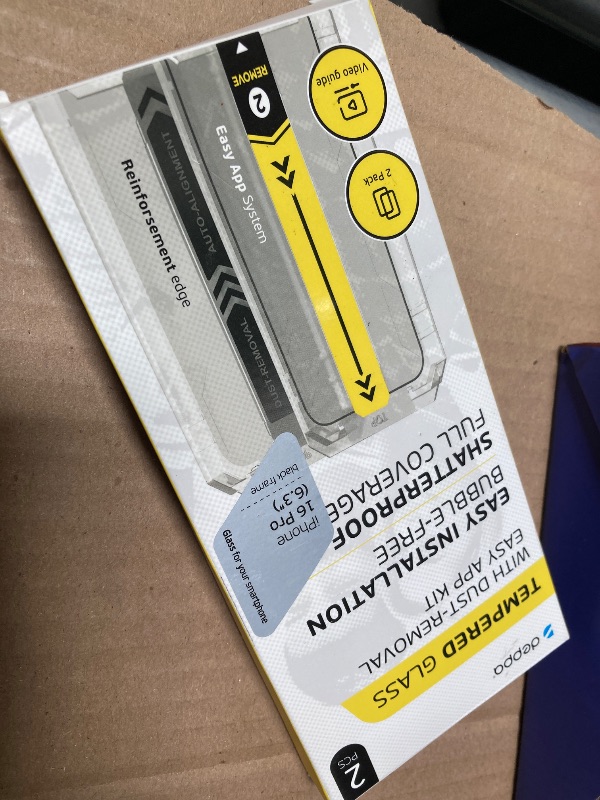 deppa
2
PCS
TEMPERED GLASS
WITH DUST-REMOVAL
EASY APP KIT
EASY INSTALLATION
BUBBLE-FREE
SHATTERPROOF
FULL COVERAGE
iPhone
16 Pro
(6.3")
black frame
Glass for your smartphone
TOP
DUST-REMOVAL
AUTO-ALIGNMENT
Reinforsement edge
Easy App System
2
REMOVE
2 Pack
Video guide